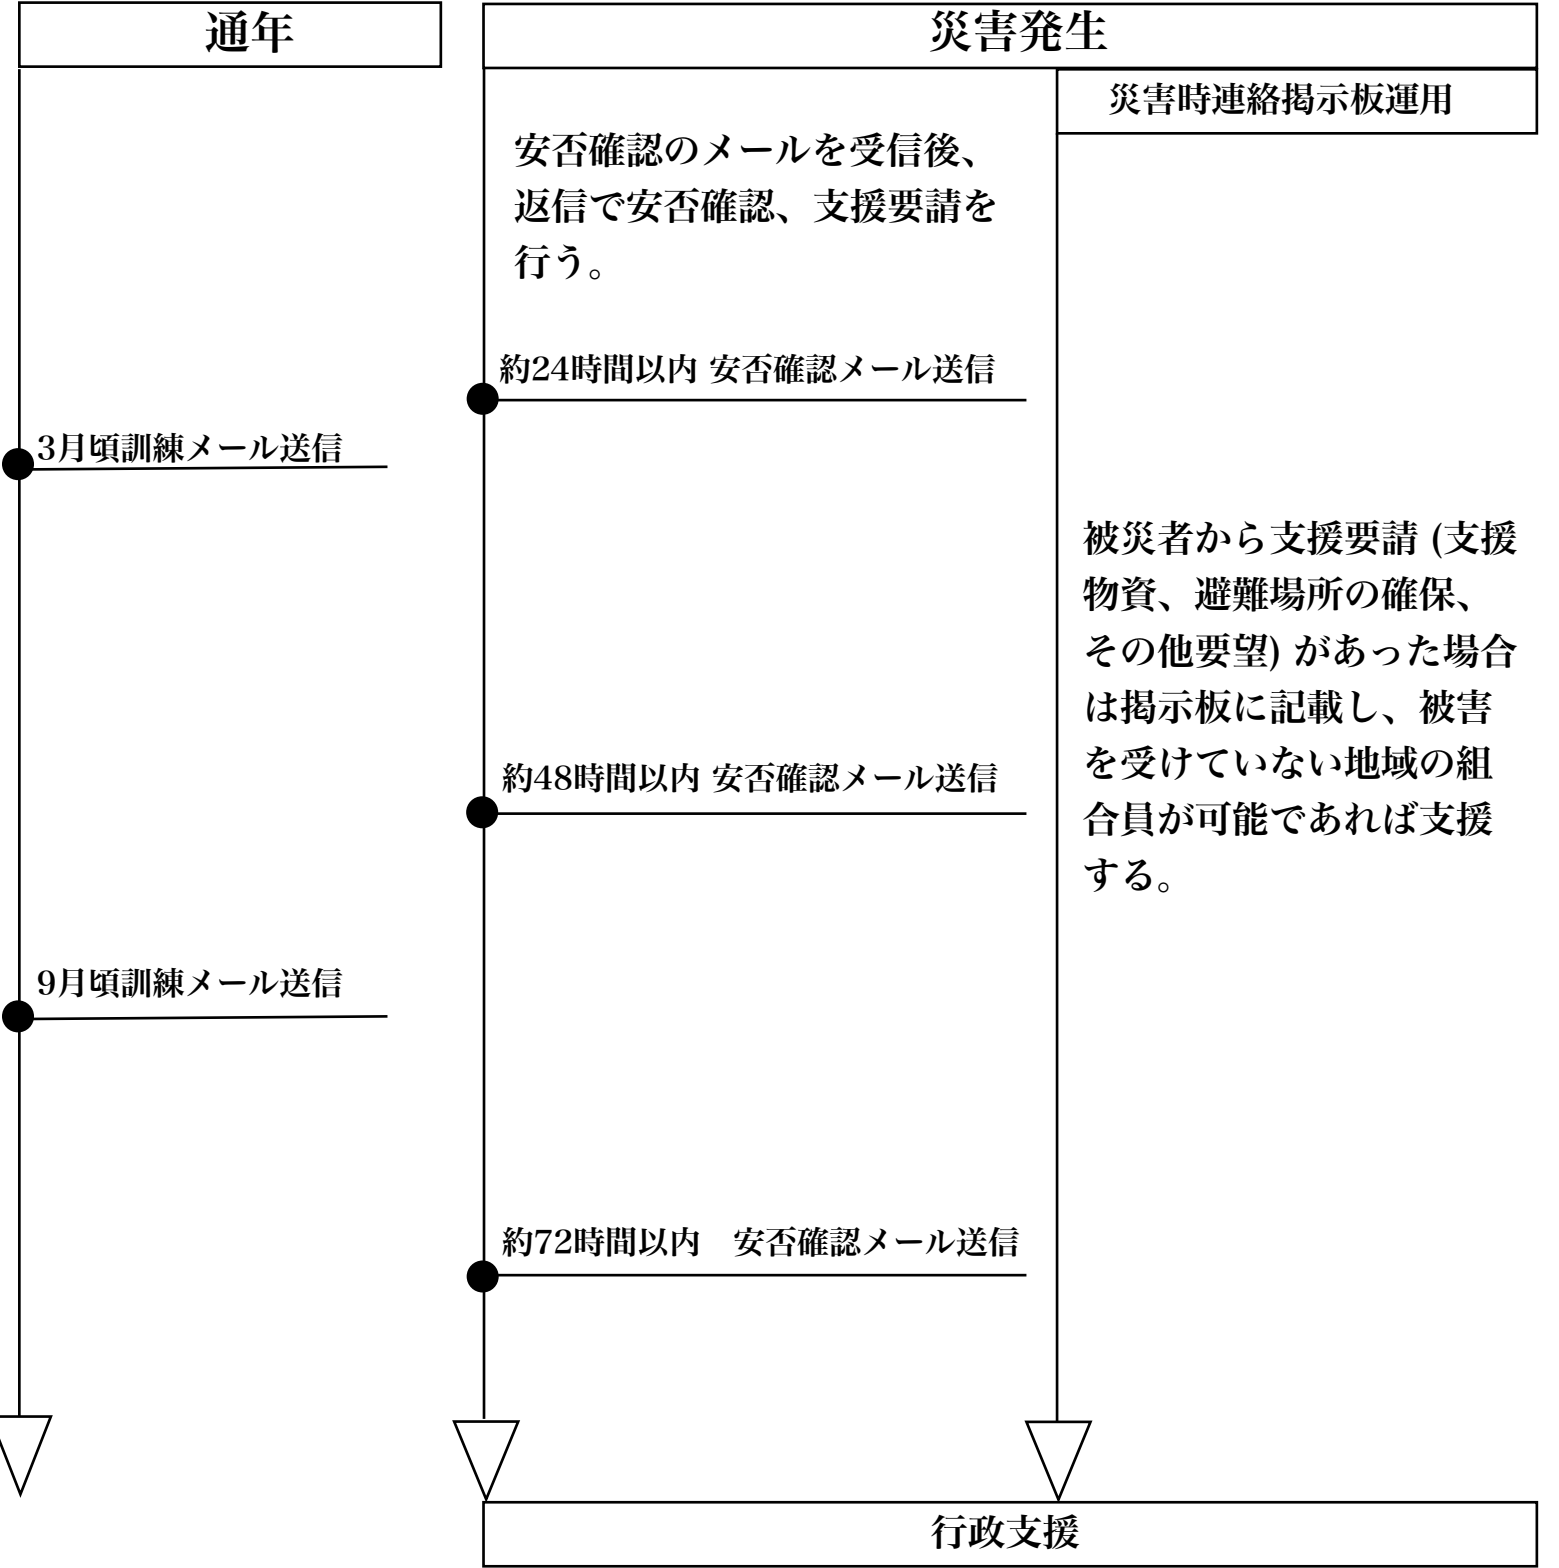 通年
3月頃訓練メール送信
9月頃訓練メール送信
災害発生
安否確認のメールを受信後、
返信で安否確認、支援要請を
行う。
約24時間以内 安否確認メール送信
約48時間以内 安否確認メール送信
約72時間以内　安否確認メール送信
災害時連絡掲示板運用
被災者から支援要請 (支援
物資、避難場所の確保、
その他要望) があった場合
は掲示板に記載し、被害
を受けていない地域の組
合員が可能であれば支援
する。
行政支援